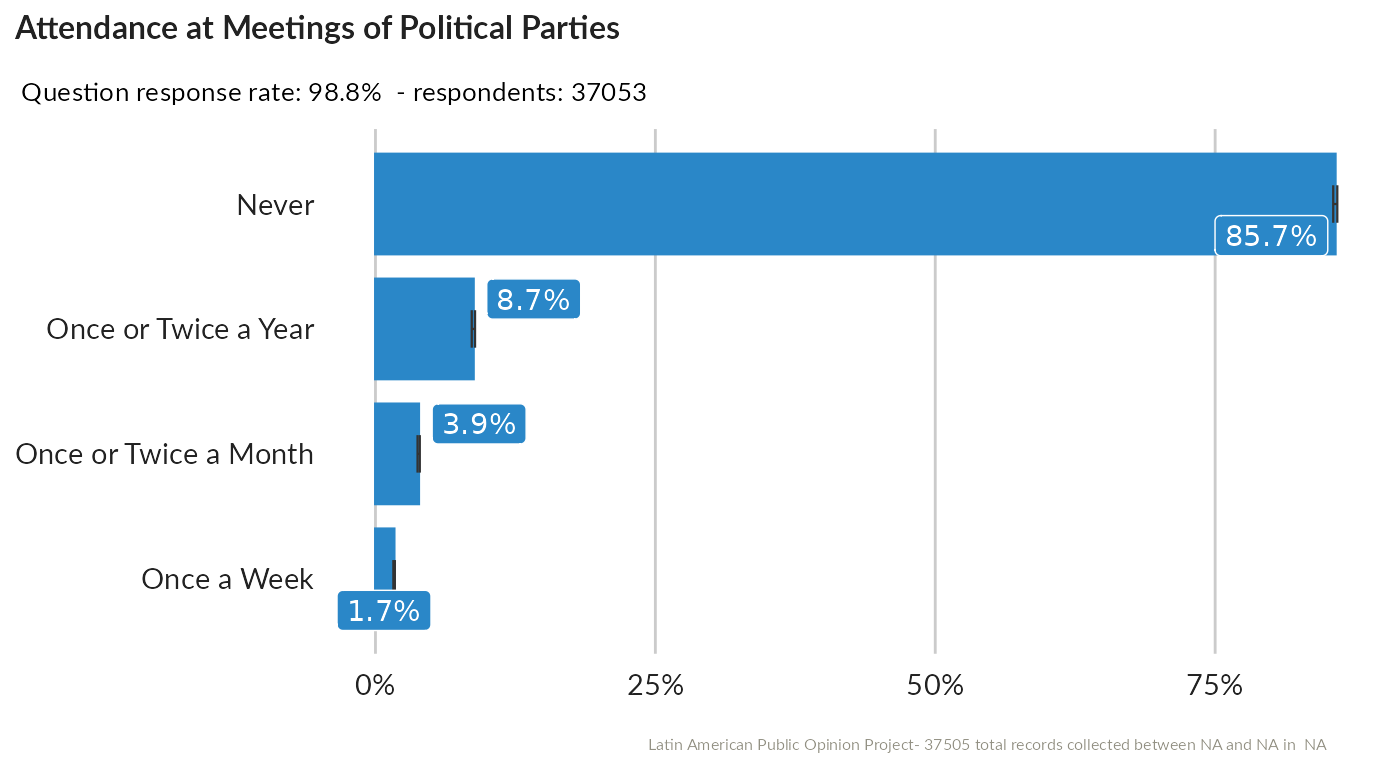 Attendance at Meetings of Political Parties
Question response rate: 98.8%  - respondents: 37053
Never
85.7%
8.7%
Once or Twice a Year
3.9%
Once or Twice a Month
Once a Week
1.7%
0%
25%
50%
75%
Latin American Public Opinion Project- 37505 total records collected between NA and NA in  NA